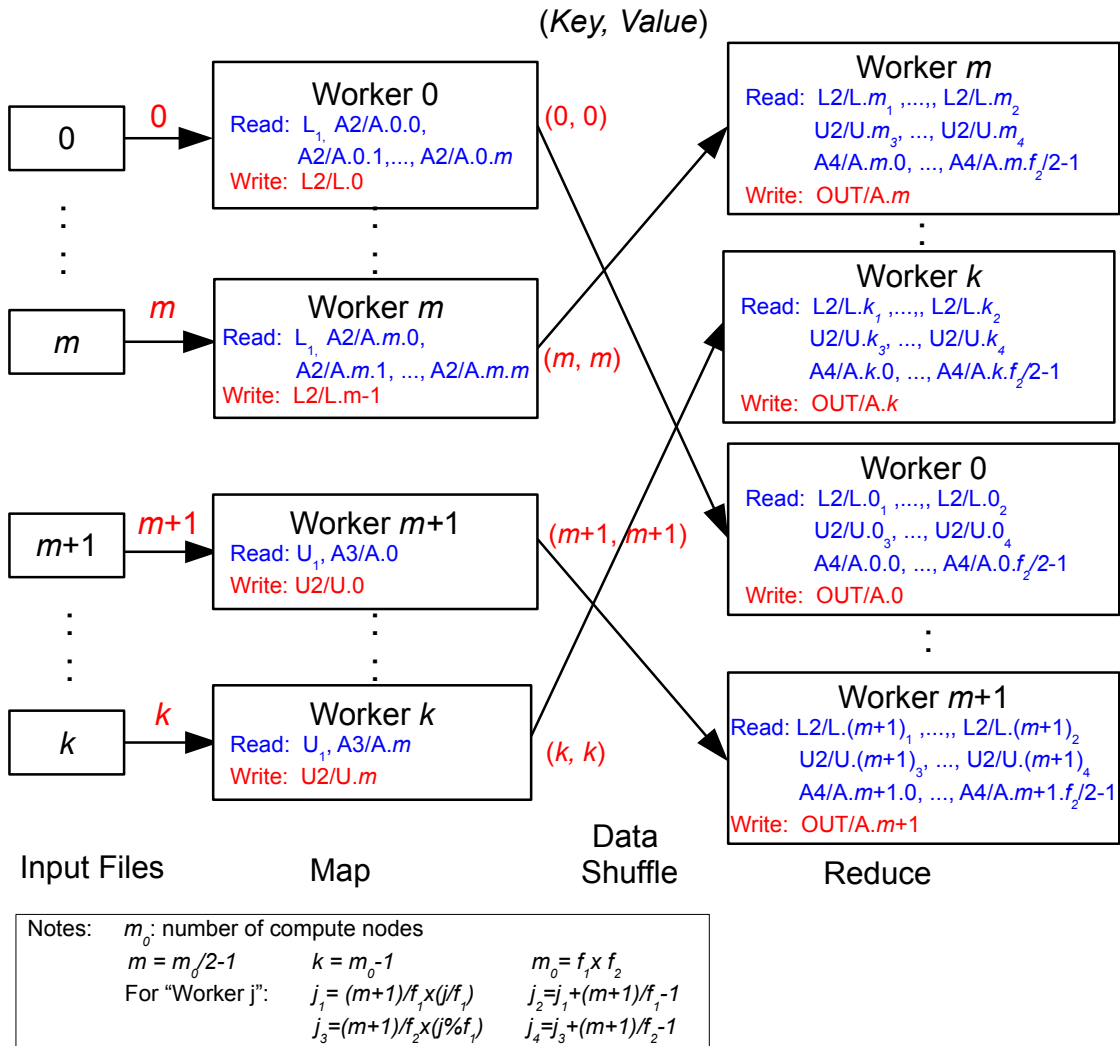 (Key, Value)
0
0
Worker 0
Read: L1, A2/A.0.0,
A2/A.0.1,..., A2/A.0.m
Write: L2/L.0
(0, 0)
Worker m
Read: L2/L.m1 ,...,, L2/L.m2
U2/U.m3, ..., U2/U.m4
A4/A.m.0, ..., A4/A.m.f2/2-1
Write: OUT/A.m
:
:
:
:
m
m
Worker m
Read: L1, A2/A.m.0,
A2/A.m.1, ..., A2/A.m.m
Write: L2/L.m-1
(m, m)
Worker k
Read: L2/L.k1 ,...,, L2/L.k2
U2/U.k3, ..., U2/U.k4
A4/A.k.0, ..., A4/A.k.f2/2-1
Write: OUT/A.k
m+1
m+1
Worker m+1
Read: U1, A3/A.0
Write: U2/U.0
(m+1, m+1)
Worker 0
Read: L2/L.01 ,...,, L2/L.02
U2/U.03, ..., U2/U.04
A4/A.0.0, ..., A4/A.0.f2/2-1
Write: OUT/A.0
:
:
:
:
k
k
Worker k
Read: U1, A3/A.m
Write: U2/U.m
(k, k)
Worker m+1
Read: L2/L.(m+1)1 ,...,, L2/L.(m+1)2
U2/U.(m+1)3, ..., U2/U.(m+1)4
A4/A.m+1.0, ..., A4/A.m+1.f2/2-1
Write: OUT/A.m+1
Input Files
Map
Data
Shuffle
Reduce
Notes: m0: number of compute nodes
m = m0/2-1 k = m0-1 m0= f1x f2
For “Worker j”: j1= (m+1)/f1x(j/f1) j2=j1+(m+1)/f1-1
j3=(m+1)/f2x(j%f1) j4=j3+(m+1)/f2-1